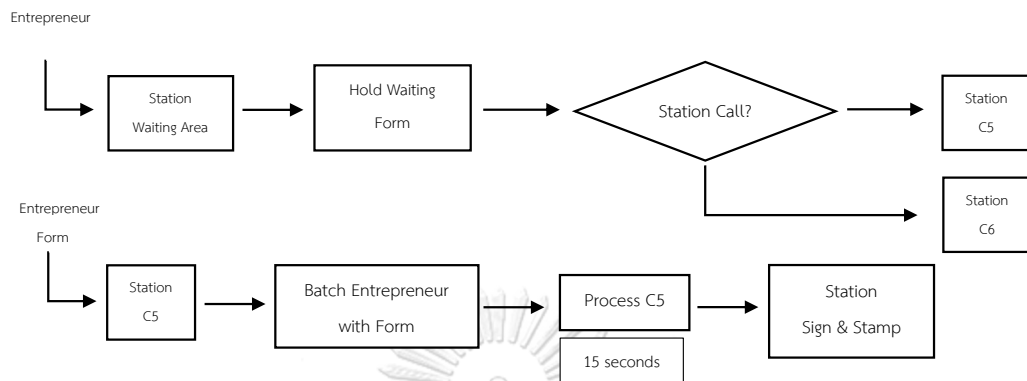 Entrepreneur
Station
Waiting Area
Hold Waiting
Form
Station Call?
Station
C5
Station
C6
Entrepreneur
Form
Station
C5
Batch Entrepreneur
with Form
Process C5
15 seconds
Station
Sign & Stamp